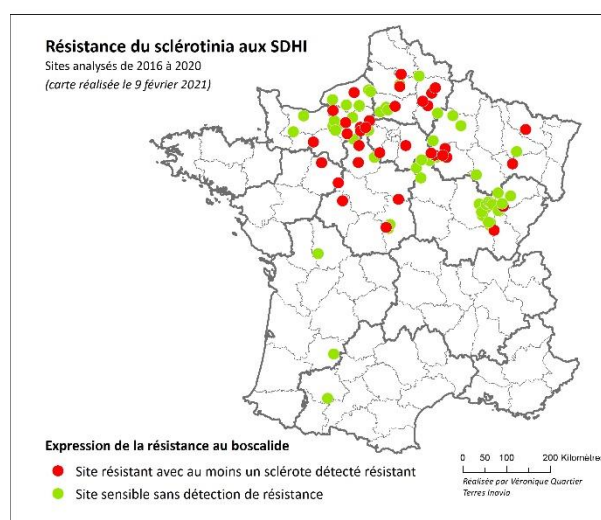 Résistance du sclérotinia aux SDHI
Sites analysés de 2016 à 2020
(carte réalisée le 9 février 2021)
Expression de la résistance au boscalide
Site résistant avec au moins un sclérote détecté résistant
Site sensible sans détection de résistance
0 50 100 200 Kilomètres
Réalisée par Véronique Quartier
Terres Inovia